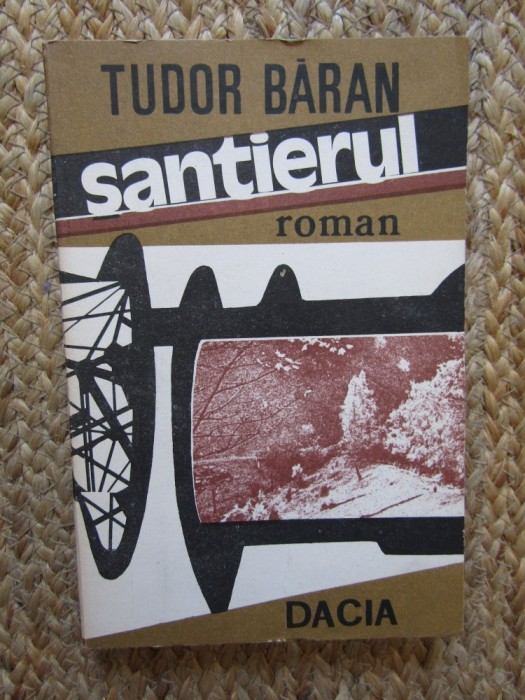 TUDOR BĂRAN
șantierul
roman
DACIA